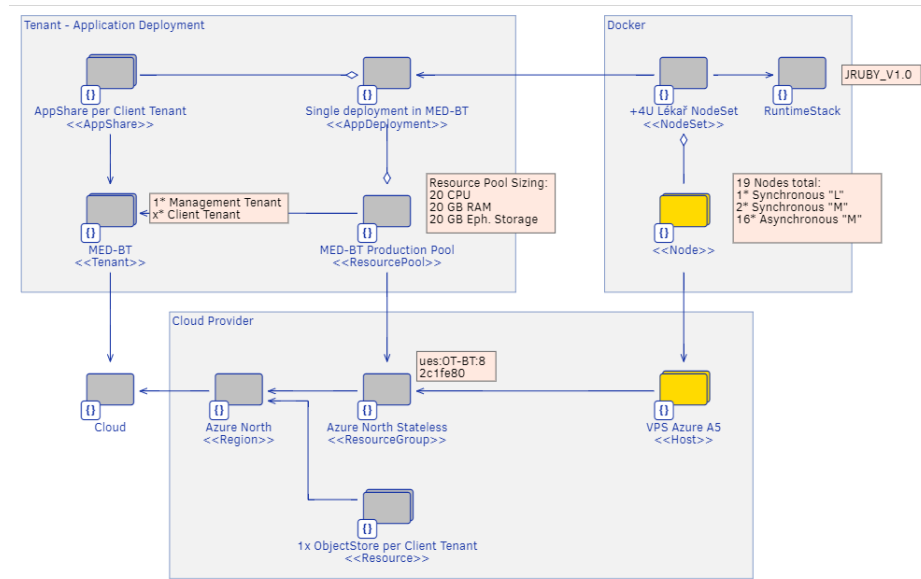 Tenant - Application Deployment
Docker
{}
AppShare per Client Tenant
<<AppShare>>
{}
Single deployment in MED-BT
<<AppDeployment>>
{}
+4U Lékař NodeSet
<<NodeSet>>
{}
RuntimeStack
JRUBY_V1.0
1* Management Tenant
x* Client Tenant
Resource Pool Sizing:
20 CPU
20 GB RAM
20 GB Eph. Storage
19 Nodes total:
1* Synchronous "L"
2* Synchronous "M"
16* Asynchronous "M"
{}
MED-BT
<<Tenant>>
{}
MED-BT Production Pool
<<ResourcePool>>
{}
<<Node>>
Cloud Provider
ues:OT-BT:8
2c1fe80
{}
Cloud
{}
Azure North
<<Region>>
{}
Azure North Stateless
<<ResourceGroup>>
{}
VPS Azure A5
<<Host>>
{}
1x ObjectStore per Client Tenant
<<Resource>>